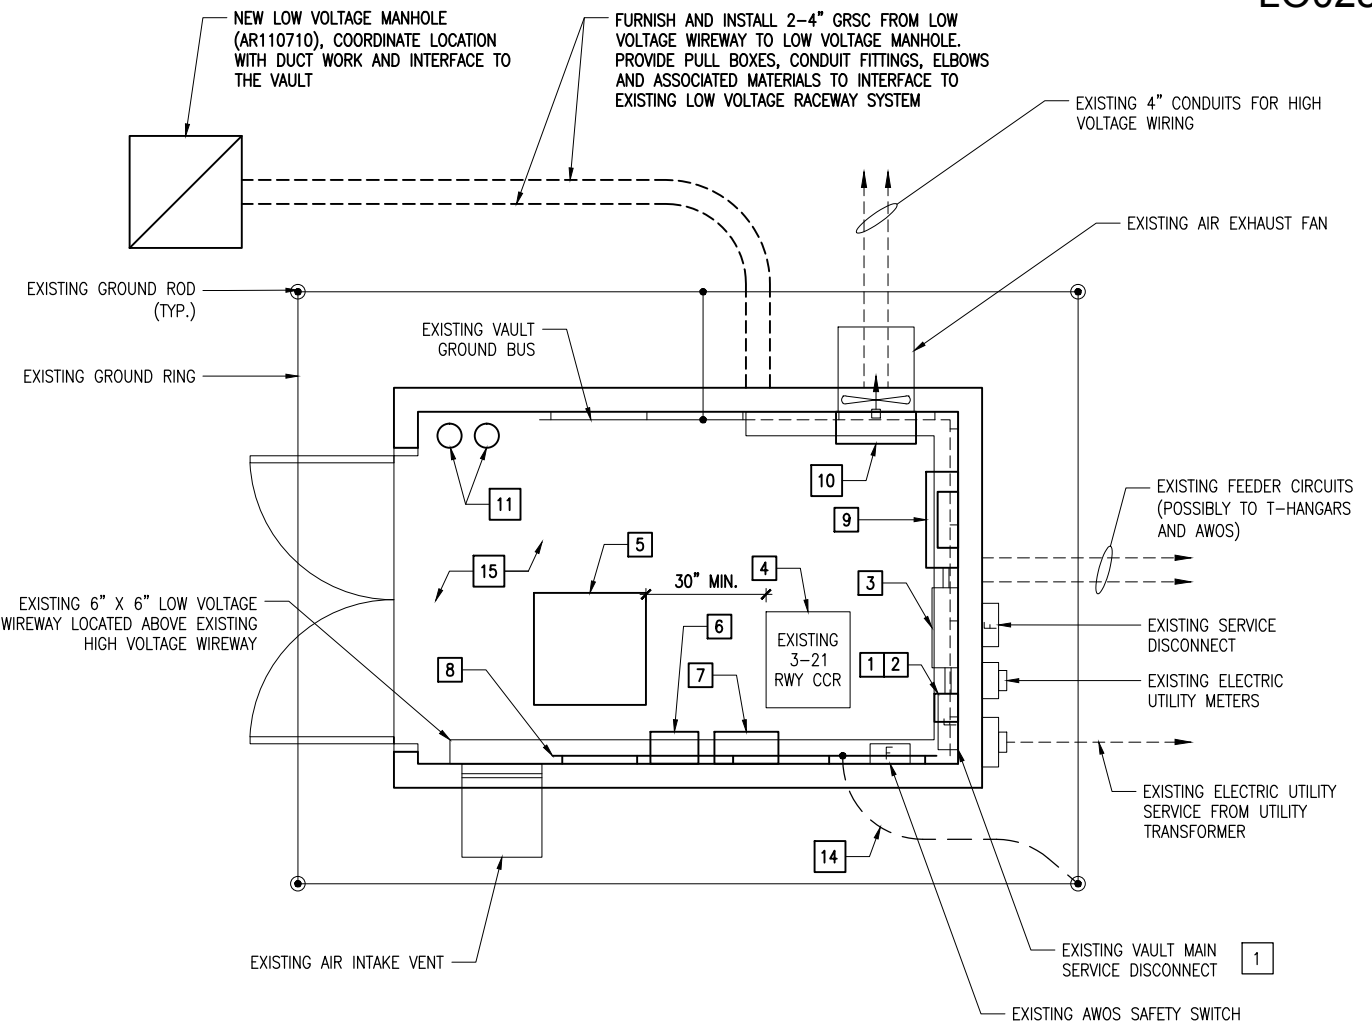 NEW LOW VOLTAGE MANHOLE
(AR110710), COORDINATE LOCATION
WITH DUCT WORK AND INTERFACE TO
THE VAULT
FURNISH AND INSTALL 2-4" GRSC FROM LOW
VOLTAGE WIREWAY TO LOW VOLTAGE MANHOLE.
PROVIDE PULL BOXES, CONDUIT FITTINGS, ELBOWS
AND ASSOCIATED MATERIALS TO INTERFACE TO
EXISTING LOW VOLTAGE RACEWAY SYSTEM
EXISTING 4" CONDUITS FOR HIGH
VOLTAGE WIRING
EXISTING AIR EXHAUST FAN
EXISTING GROUND ROD
(TYP.)
EXISTING VAULT
GROUND BUS
EXISTING GROUND RING
10
11
9
EXISTING FEEDER CIRCUITS
(POSSIBLY TO T-HANGARS
AND AWOS)
5
15
30" MIN.
4
3
EXISTING 6" X 6" LOW VOLTAGE
WIREWAY LOCATED ABOVE EXISTING
HIGH VOLTAGE WIREWAY
6
EXISTING
3-21
RWY CCR
F
EXISTING SERVICE
DISCONNECT
8
7
1 2
EXISTING ELECTRIC
UTILITY METERS
F
EXISTING ELECTRIC UTILITY
SERVICE FROM UTILITY
TRANSFORMER
14
EXISTING AIR INTAKE VENT
EXISTING VAULT MAIN
SERVICE DISCONNECT
1
EXISTING AWOS SAFETY SWITCH